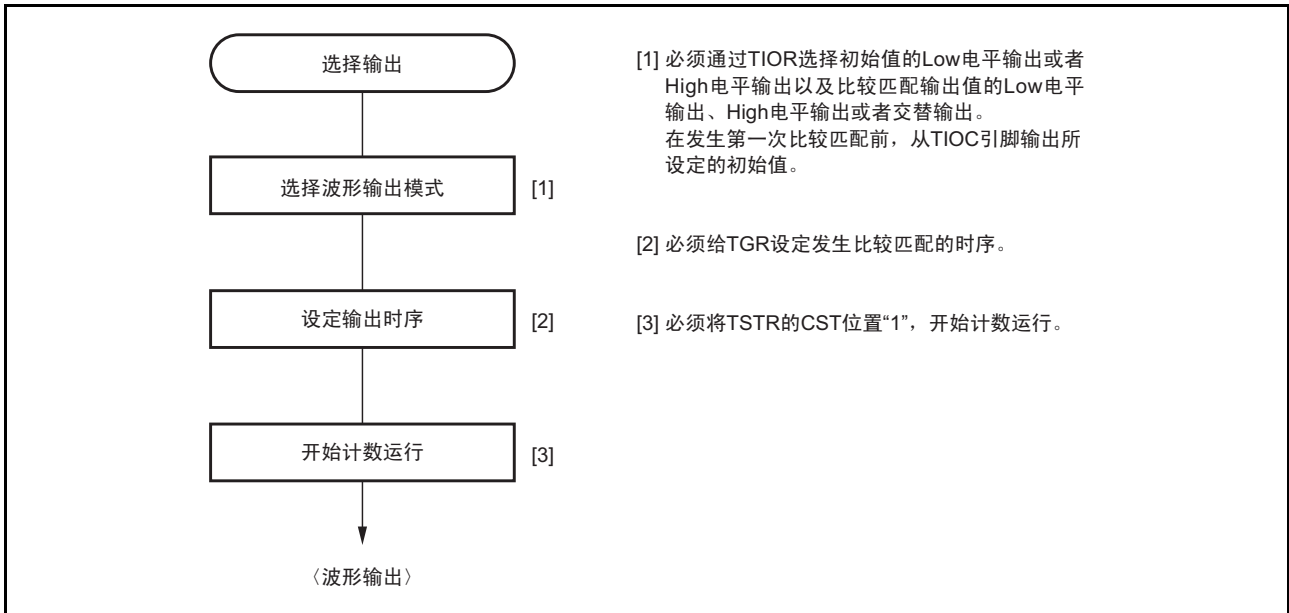 选择输出
选择波形输出模式 [1]
设定输出时序 [2]
开始计数运行 [3]
〈波形输出〉
[1] 必须通过TIOR选择初始值的Low电平输出或者
High电平输出以及比较匹配输出值的Low电平
输出、High电平输出或者交替输出。
在发生第一次比较匹配前，从TIOC引脚输出所
设定的初始值。
[2] 必须给TGR设定发生比较匹配的时序。
[3] 必须将TSTR的CST位置“1”，开始计数运行。